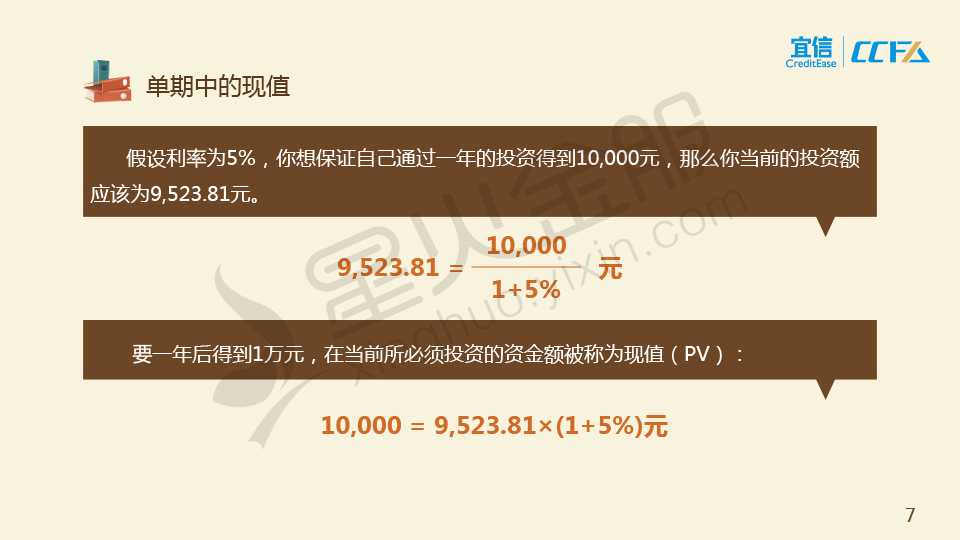 宜信
CreditEase
CCFA
单期中的现值
假设利率为5%，你想保证自己通过一年的投资得到10,000元，那么你当前的投资额
应该为9,523.81元。
9,523.81 = 10,000 元
1+5%
要一年后得到1万元，在当前所必须投资的资金额被称为现值（PV）：
10,000 = 9,523.81×(1+5%)元
星火金服
xinghuo.yixin.com
7